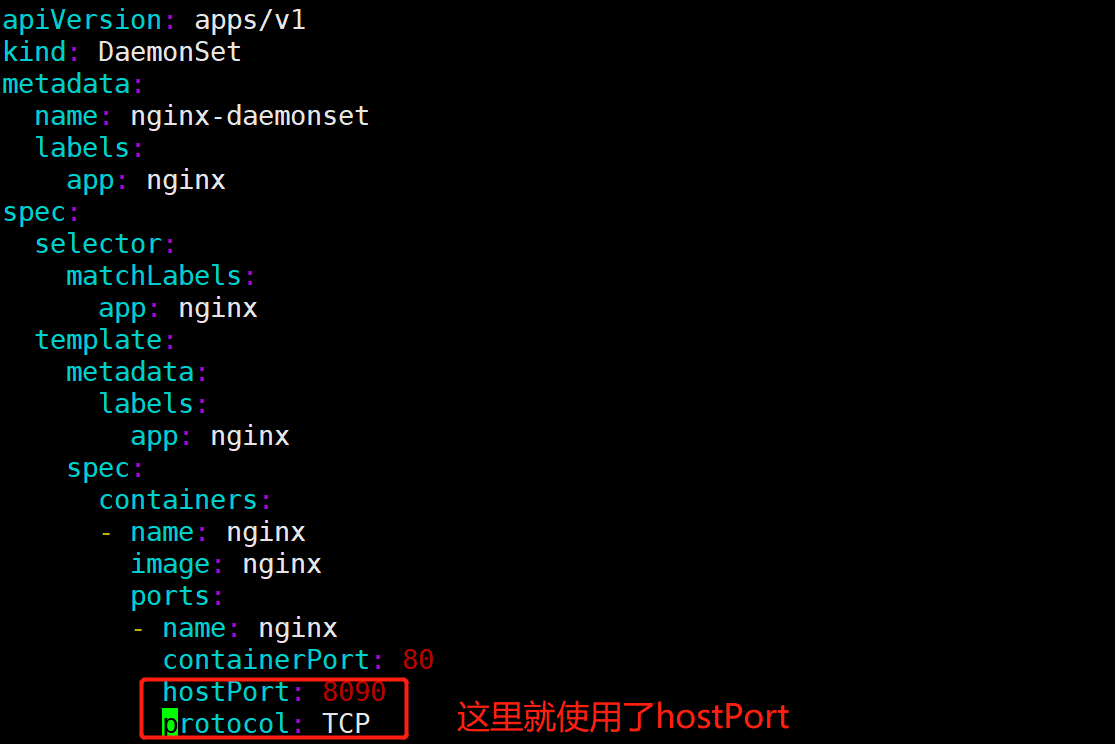 apiVersion: apps/v1
kind: DaemonSet
metadata:
  name: nginx-daemonset
  labels:
    app: nginx
spec:
  selector:
    matchLabels:
      app: nginx
  template:
    metadata:
      labels:
        app: nginx
    spec:
      containers:
      - name: nginx
        image: nginx
        ports:
        - name: nginx
          containerPort: 80
          hostPort: 8090
          protocol: TCP
这里就使用了hostPort